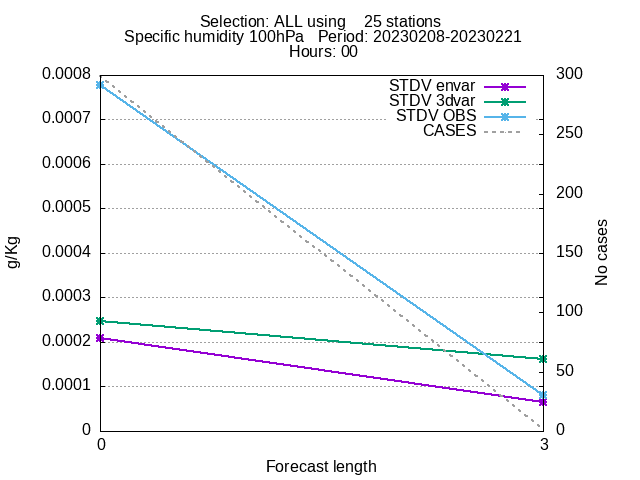 Selection: ALL using    25 stations
Specific humidity 100hPa   Period: 20230208-20230221
Hours: 00
0.0008
0.0007
0.0006
0.0005
0.0004
0.0003
0.0002
0.0001
0
g/Kg
STDV envar
STDV 3dvar
STDV OBS
CASES
300
250
200
150
100
50
0
No cases
0
3
Forecast length